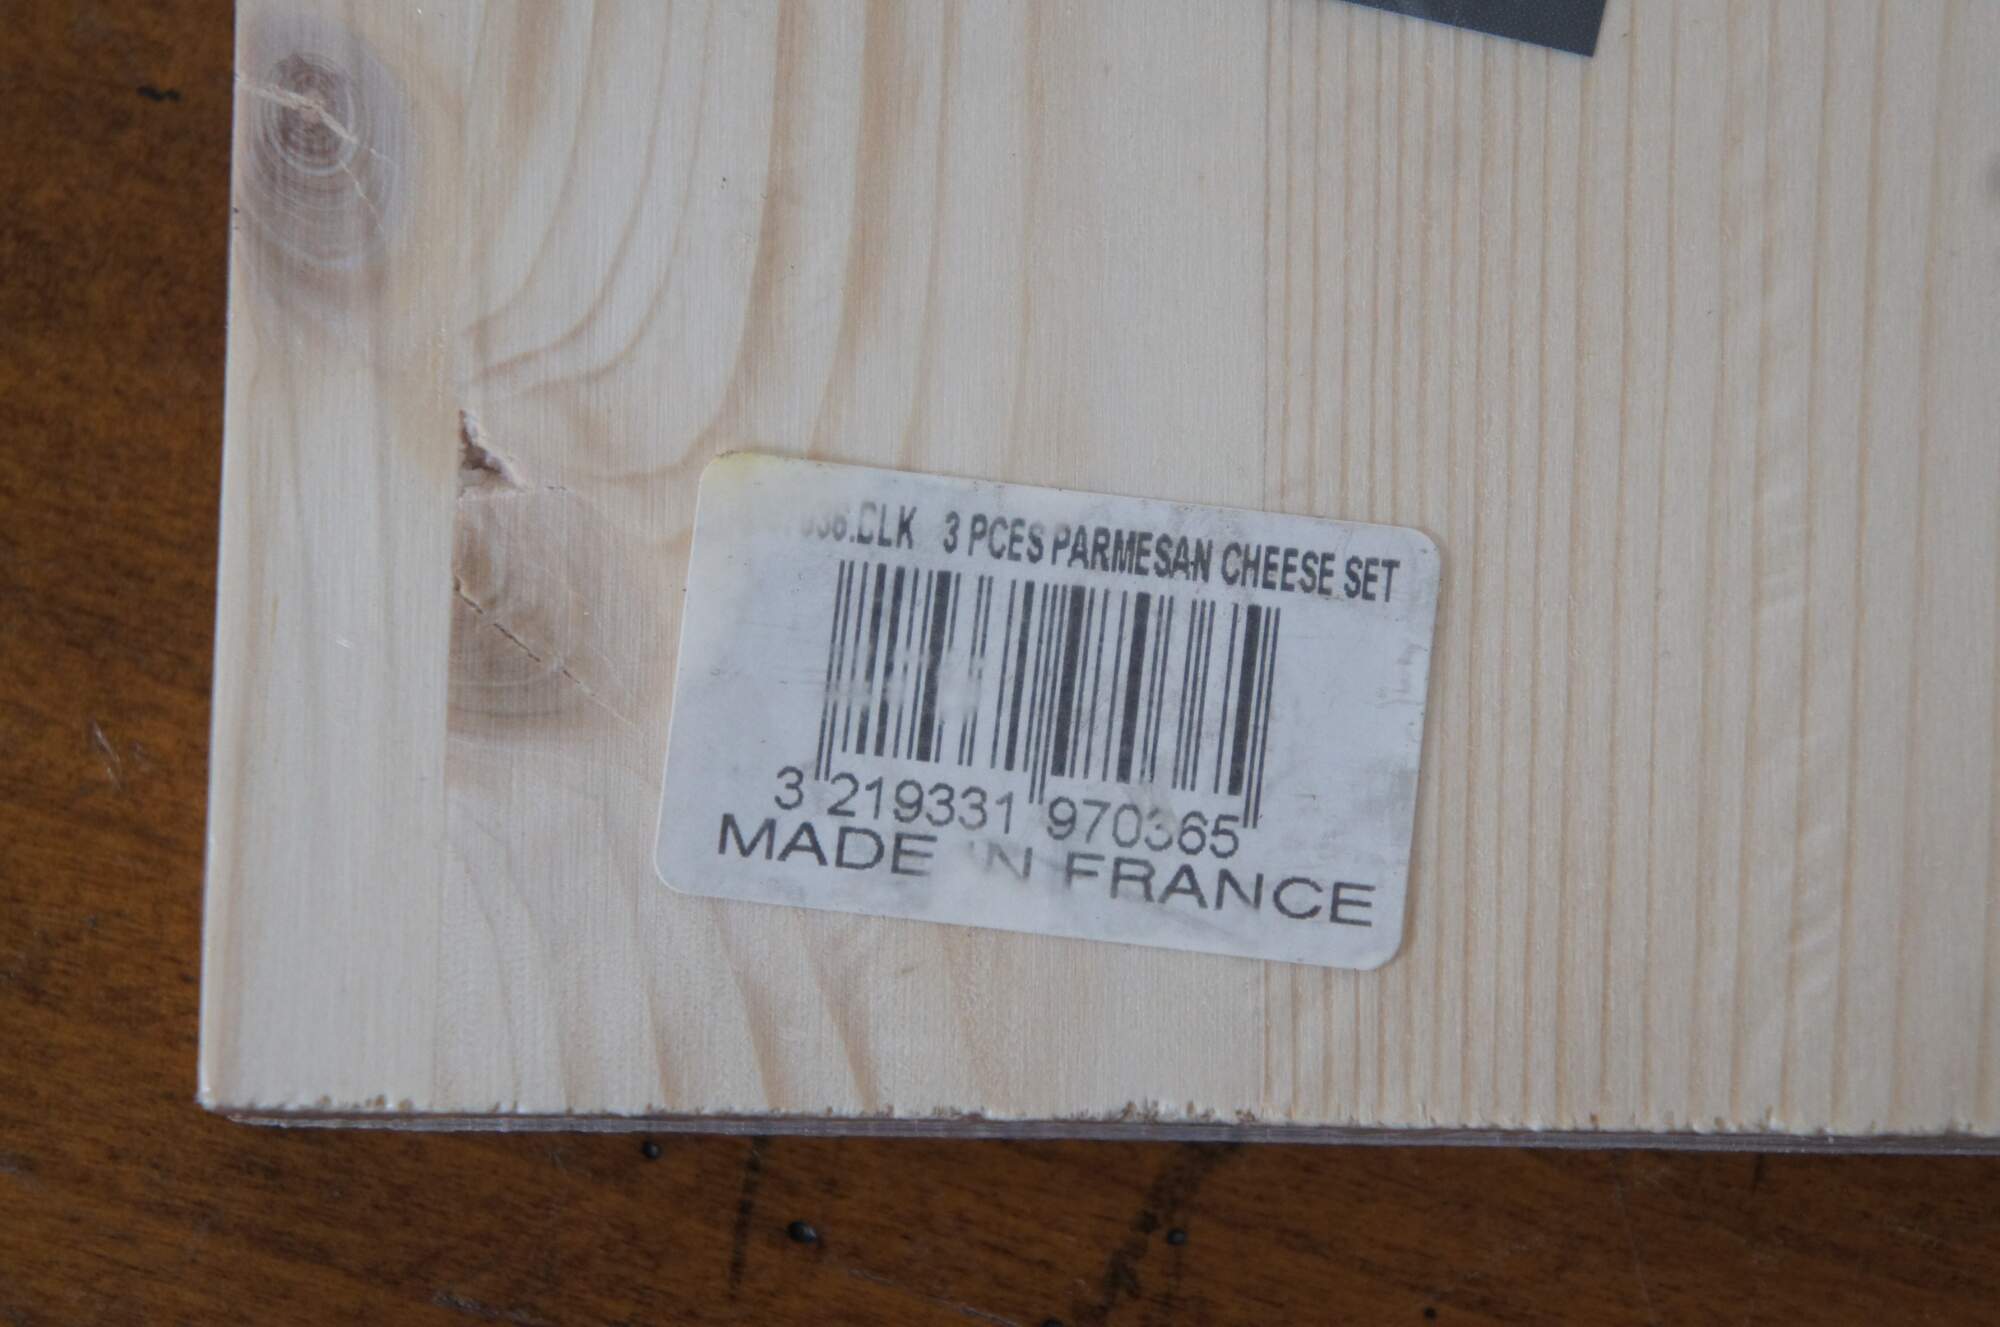 3 PCES PARMESAN CHEESE SET
3 219331 970365
MADE IN FRANCE